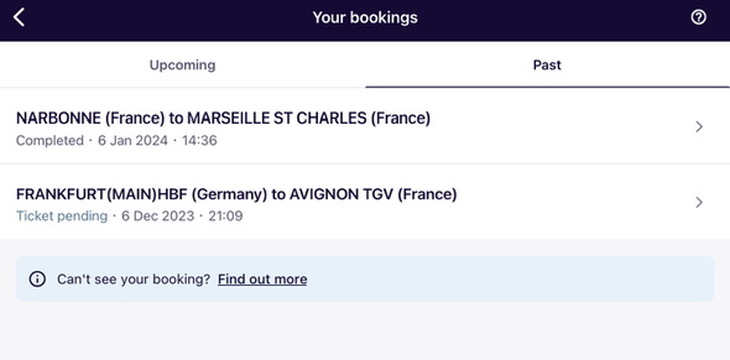 Your bookings
Upcoming
Past
NARBONNE (France) to MARSEILLE ST CHARLES (France)
Completed · 6 Jan 2024 · 14:36
FRANKFURT(MAIN)HBF (Germany) to AVIGNON TGV (France)
Ticket pending · 6 Dec 2023 · 21:09
Can't see your booking? Find out more